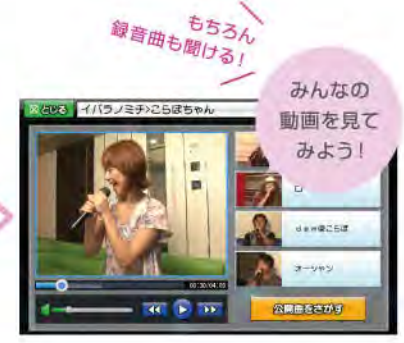 もちろん
録音曲も聞ける!
みんなの
動画を見て
みよう!
とじる
イバラノミチ>こらぼちゃん
dam@こらぼ
オーシャン
00:30/04:03
公開曲をさがす